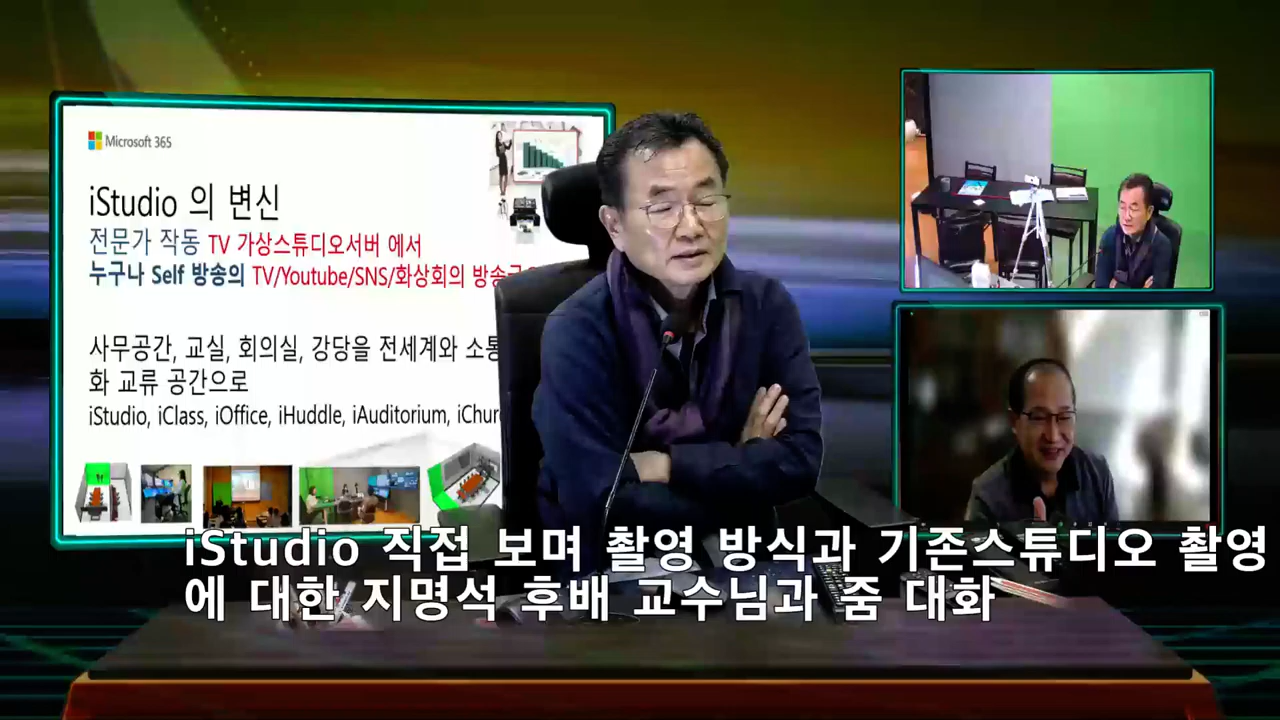 Microsoft 365
iStudio 의 변신
전문가 작동 TV 가상스튜디오서버 에서
누구나 Self 방송의 TV/Youtube/SNS/화상회의
사무공간, 교실, 회의실, 강당을 전세계와
화 교류 공간으로
iStudio, iClass, iOffice, iHuddle, iAuditorium,
iStudio 직접 보며 촬영 방식과 기존스튜디오 촬영
에 대한 지명석 후배 교수님과 줌 대화